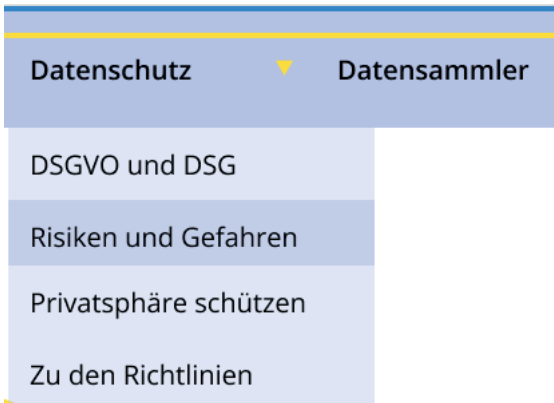 Datenschutz Datensammler
DSGVO und DSG
Risiken und Gefahren
Privatsphäre schützen
Zu den Richtlinien